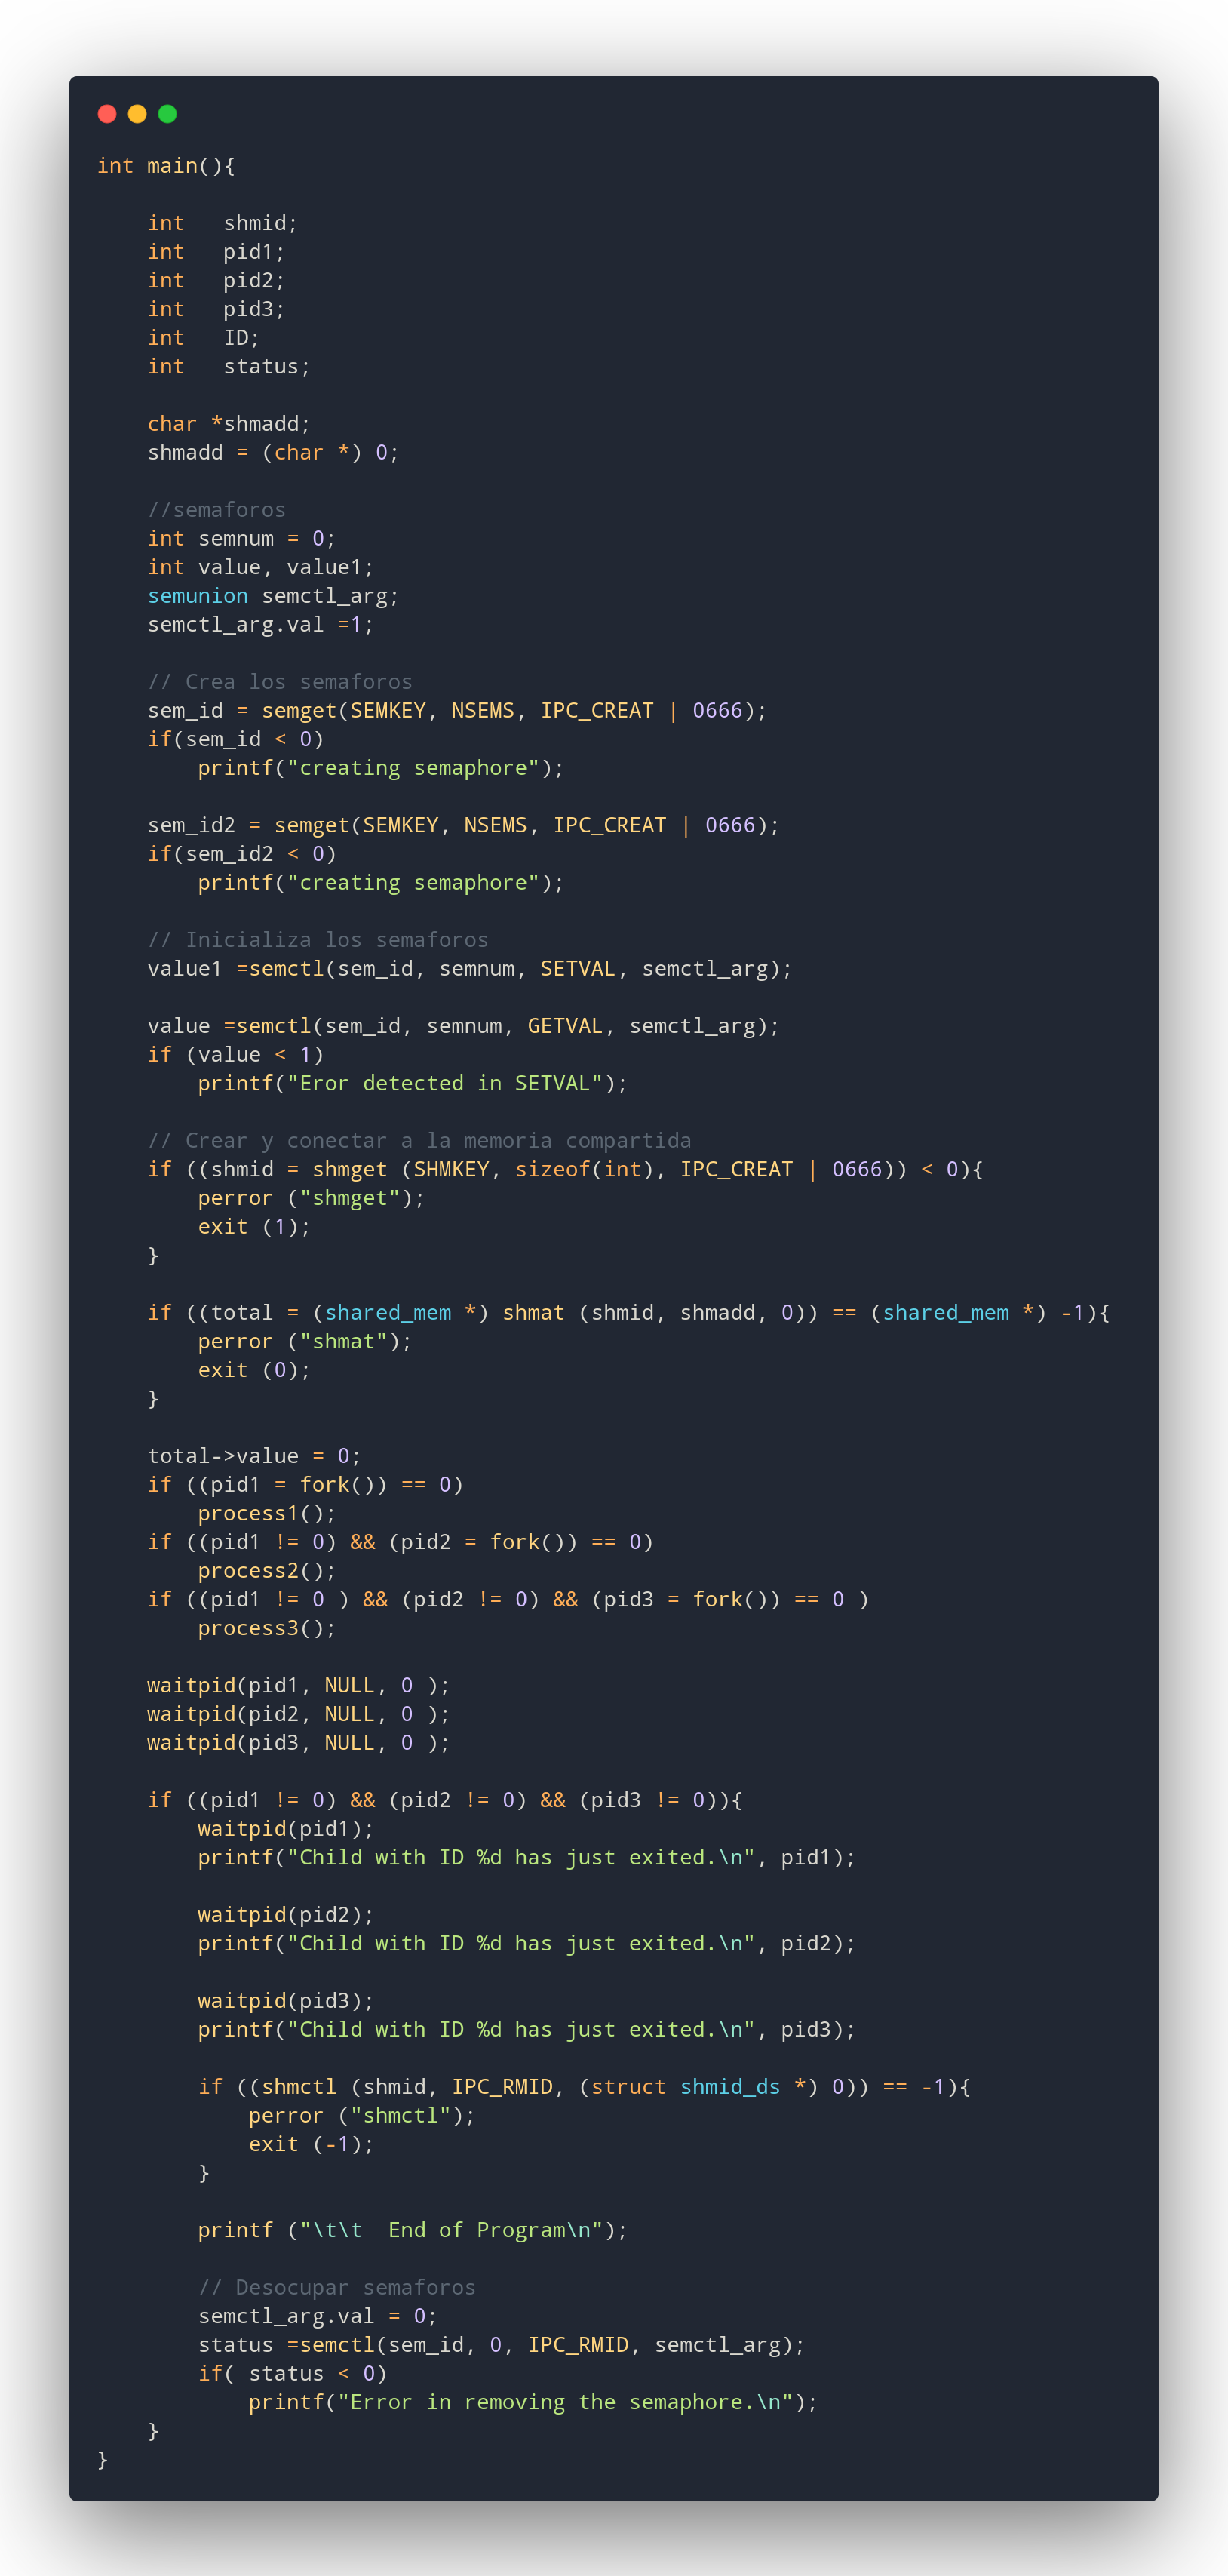 int main(){

    int   shmid;
    int   pid1;
    int   pid2;
    int   pid3;
    int   ID;
    int   status;

    char *shmadd;
    shmadd = (char *) 0;

    //semaforos
    int semnum = 0;
    int value, value1;
    semunion semctl_arg;
    semctl_arg.val =1;

    // Crea los semaforos
    sem_id = semget(SEMKEY, NSEMS, IPC_CREAT | 0666);
    if(sem_id < 0)
        printf("creating semaphore");

    sem_id2 = semget(SEMKEY, NSEMS, IPC_CREAT | 0666);
    if(sem_id2 < 0)
        printf("creating semaphore");

    // Inicializa los semaforos
    value1 =semctl(sem_id, semnum, SETVAL, semctl_arg);

    value =semctl(sem_id, semnum, GETVAL, semctl_arg);
    if (value < 1)
        printf("Eror detected in SETVAL");

    // Crear y conectar a la memoria compartida
    if ((shmid = shmget (SHMKEY, sizeof(int), IPC_CREAT | 0666)) < 0){
        perror ("shmget");
        exit (1);
    }

    if ((total = (shared_mem *) shmat (shmid, shmadd, 0)) == (shared_mem *) -1){
        perror ("shmat");
        exit (0);
    }

    total->value = 0;
    if ((pid1 = fork()) == 0)
        process1();
    if ((pid1 != 0) && (pid2 = fork()) == 0)
        process2();
    if ((pid1 != 0 ) && (pid2 != 0) && (pid3 = fork()) == 0 )
        process3();

    waitpid(pid1, NULL, 0 );
    waitpid(pid2, NULL, 0 );
    waitpid(pid3, NULL, 0 );

    if ((pid1 != 0) && (pid2 != 0) && (pid3 != 0)){
        waitpid(pid1);
        printf("Child with ID %d has just exited.\n", pid1);

        waitpid(pid2);
        printf("Child with ID %d has just exited.\n", pid2);

        waitpid(pid3);
        printf("Child with ID %d has just exited.\n", pid3);

        if ((shmctl (shmid, IPC_RMID, (struct shmid_ds *) 0)) == -1){
            perror ("shmctl");
            exit (-1);
        }

        printf ("\t\t  End of Program\n");

        // Desocupar semaforos
        semctl_arg.val = 0;
        status =semctl(sem_id, 0, IPC_RMID, semctl_arg);
        if( status < 0)
            printf("Error in removing the semaphore.\n");
    }
}